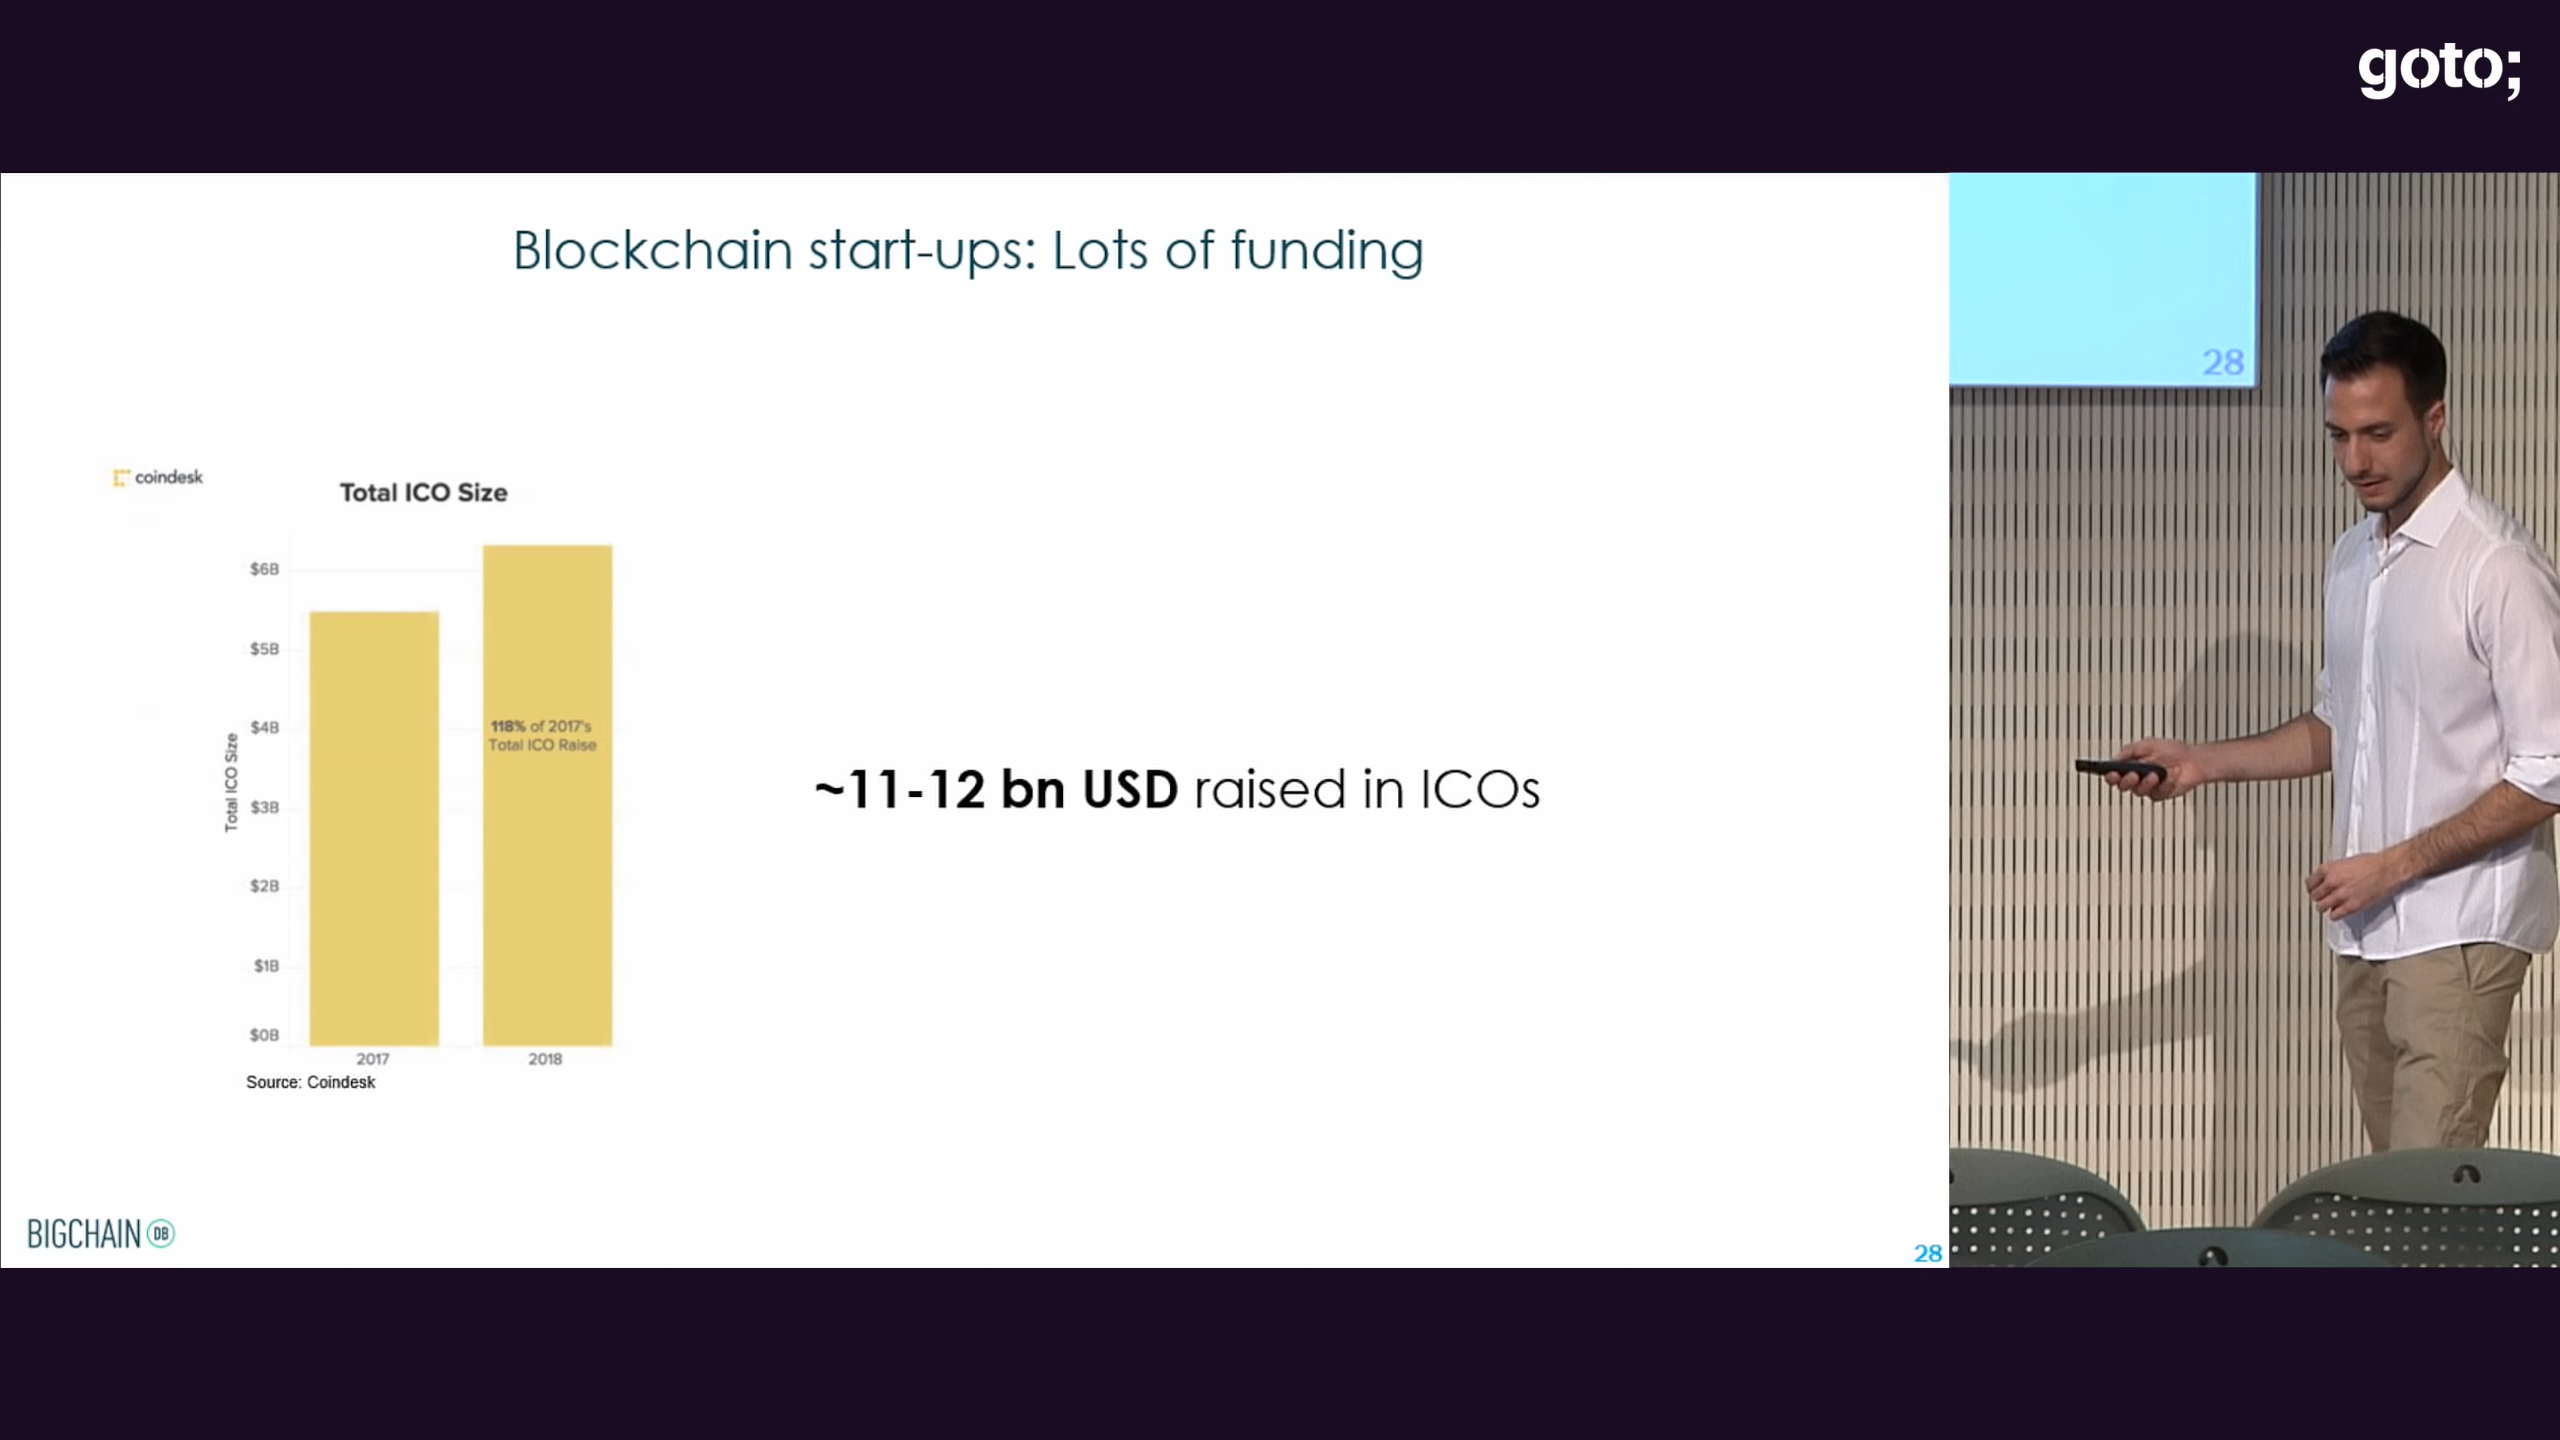 goto;
Blockchain start-ups: Lots of funding
28
coindesk
Total ICO Size
$6B
$5B
$4B
$3B
$2B
$1B
$0B
Total ICO Size
118% of 2017's
Total ICO Raise
2017
2018
Source: Coindesk
~11-12 bn USD raised in ICOs
BIGCHAIN DB
28